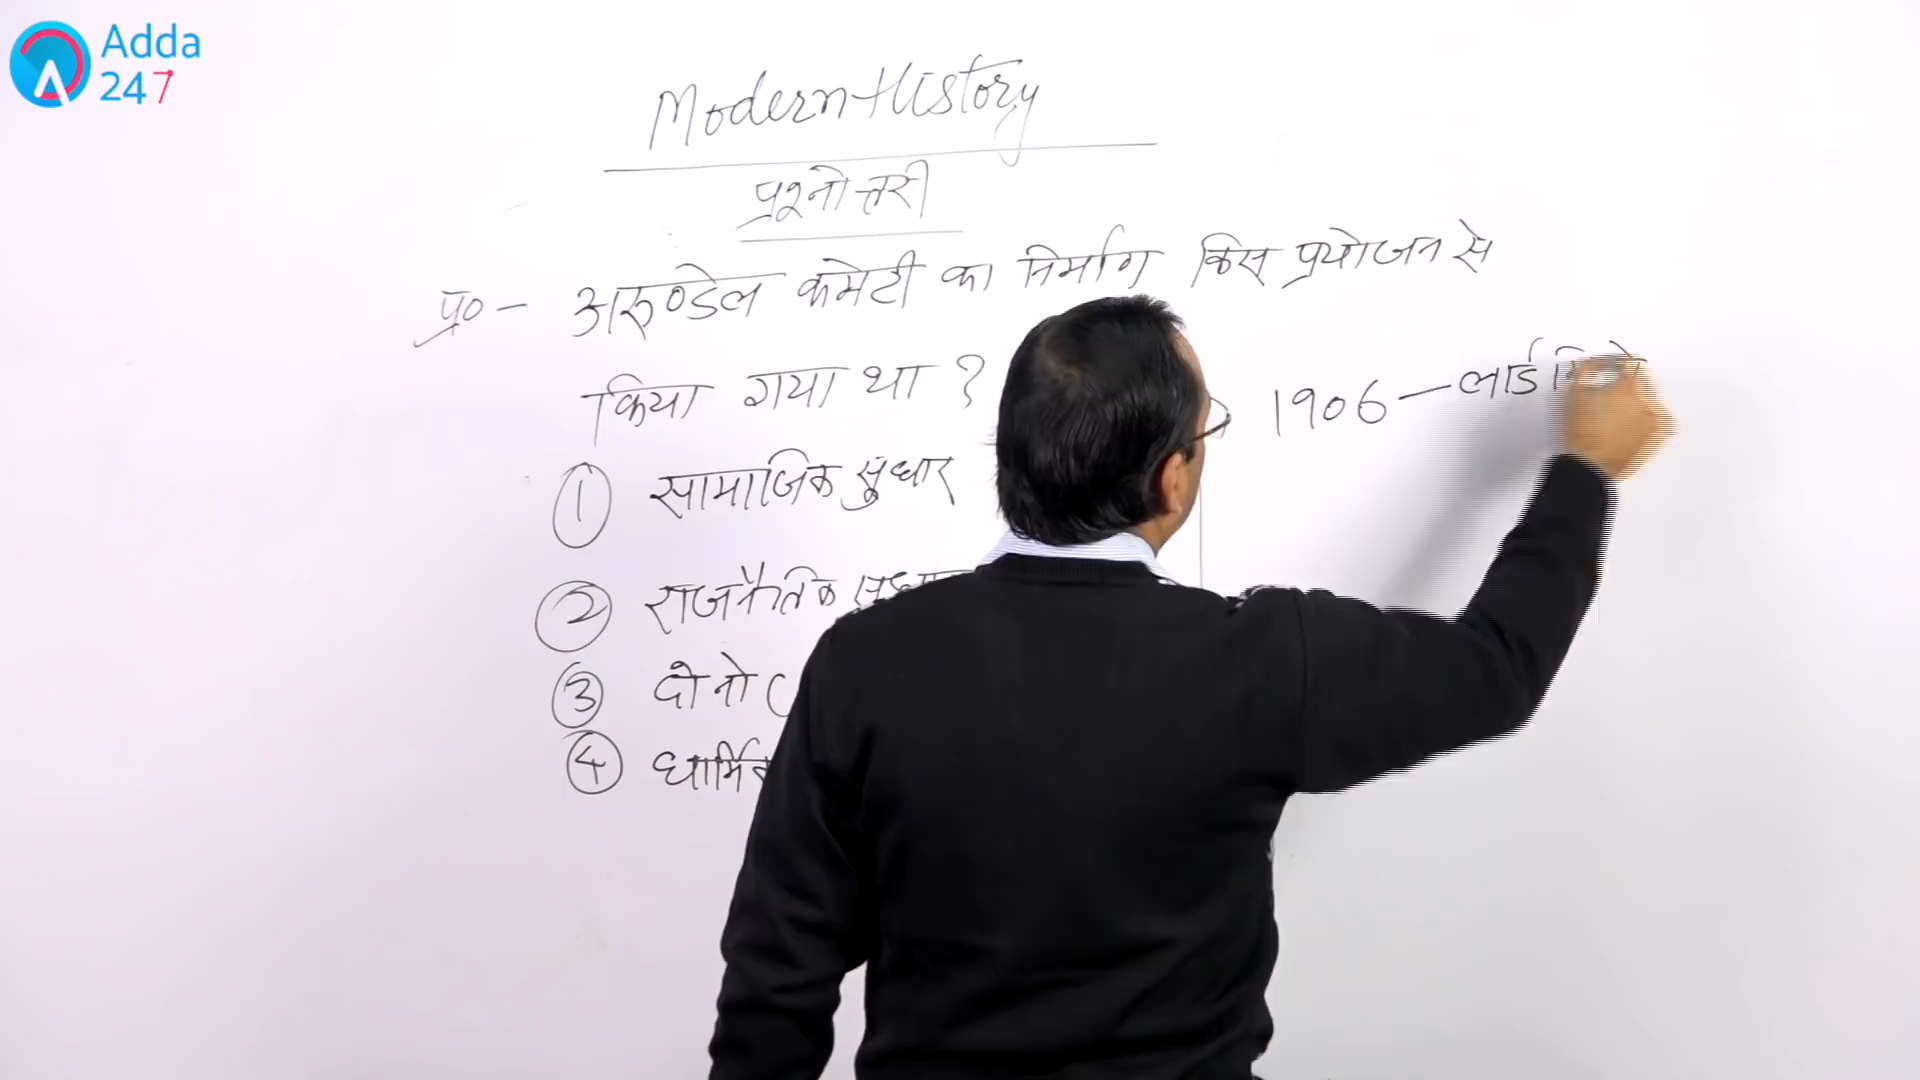 Adda
247
Modern History
प्रश्नोत्तरी
प्र० - अरुण्डेल कमेटी का निर्माण किस प्रयोजन से
किया गया था ?
1906 - लार्ड
① सामाजिक सुधार
② राजनैतिक
③ दोनो (
④